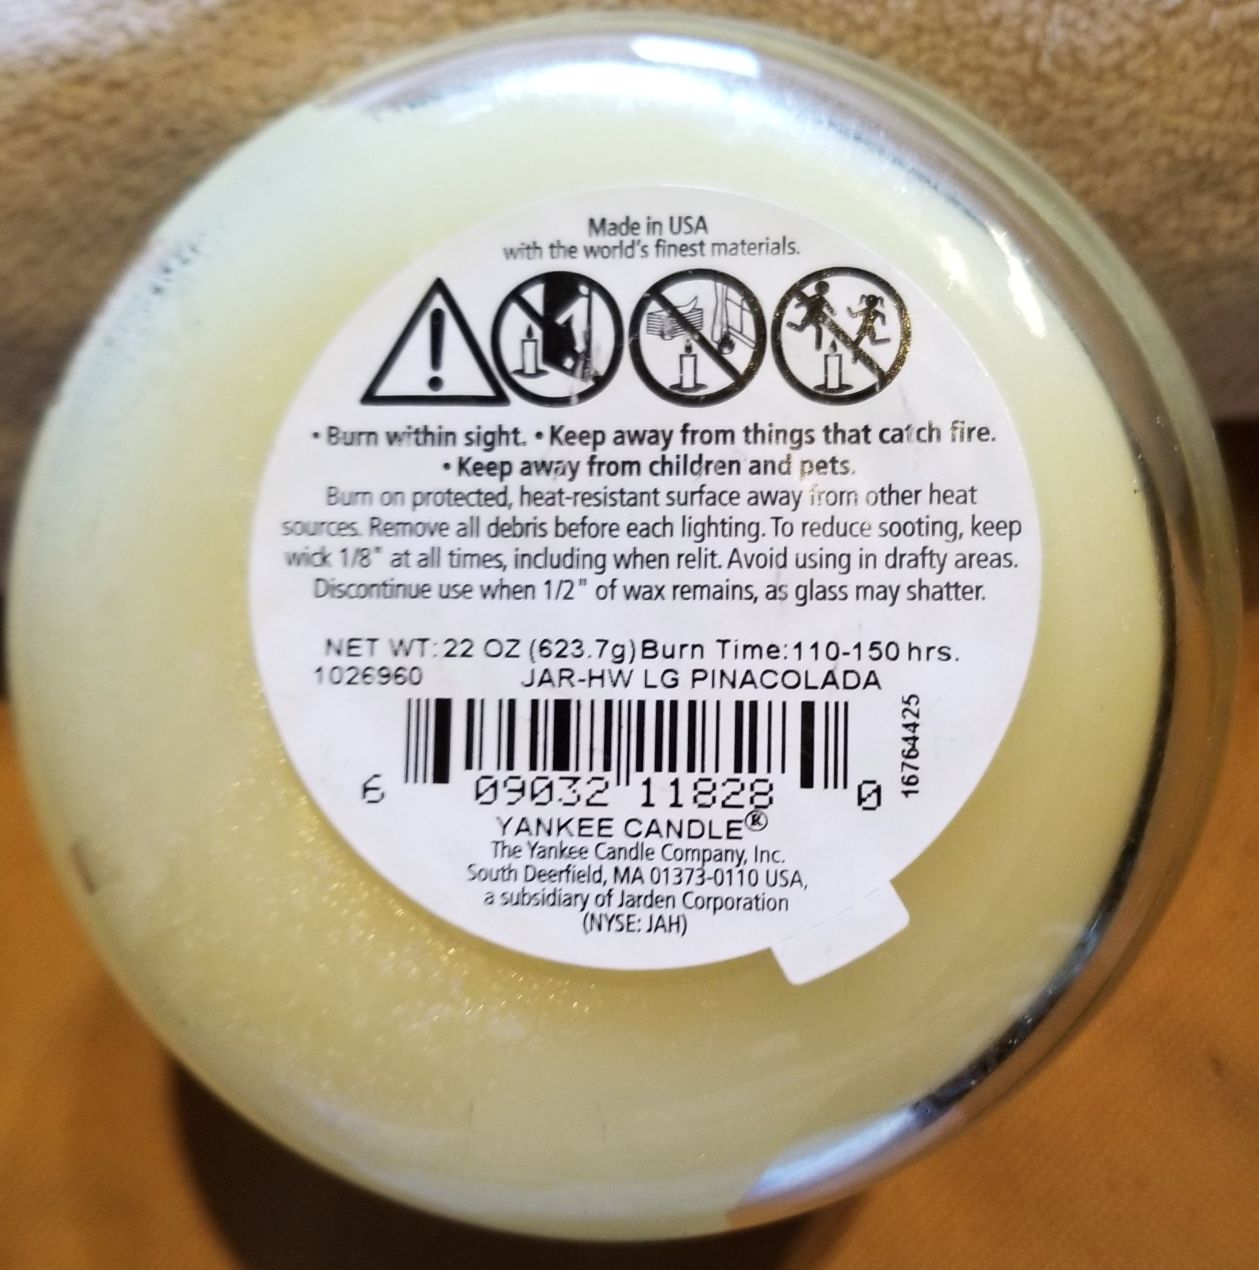 Made in USA
with the world's finest materials.
• Burn within sight. • Keep away from things that catch fire.
• Keep away from children and pets.
Burn on protected, heat-resistant surface away from other heat
sources. Remove all debris before each lighting. To reduce sooting, keep
wick 1/8" at all times, including when relit. Avoid using in drafty areas.
Discontinue use when 1/2" of wax remains, as glass may shatter.
NET WT: 22 OZ (623.7g) Burn Time: 110-150 hrs.
1026960 JAR-HW LG PINACOLADA
16764425
6 09032 11828 0
YANKEE CANDLE®
The Yankee Candle Company, Inc.
South Deerfield, MA 01373-0110 USA,
a subsidiary of Jarden Corporation
(NYSE: JAH)